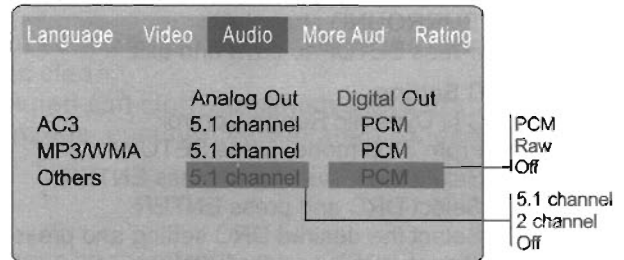 Language Video Audio More Aud Rating
Analog Out Digital Out
AC3 5.1 channel PCM
MP3/WMA 5.1 channel PCM
Others 5.1 channel PCM
PCM
Raw
Off
5.1 channel
2 channel
Off